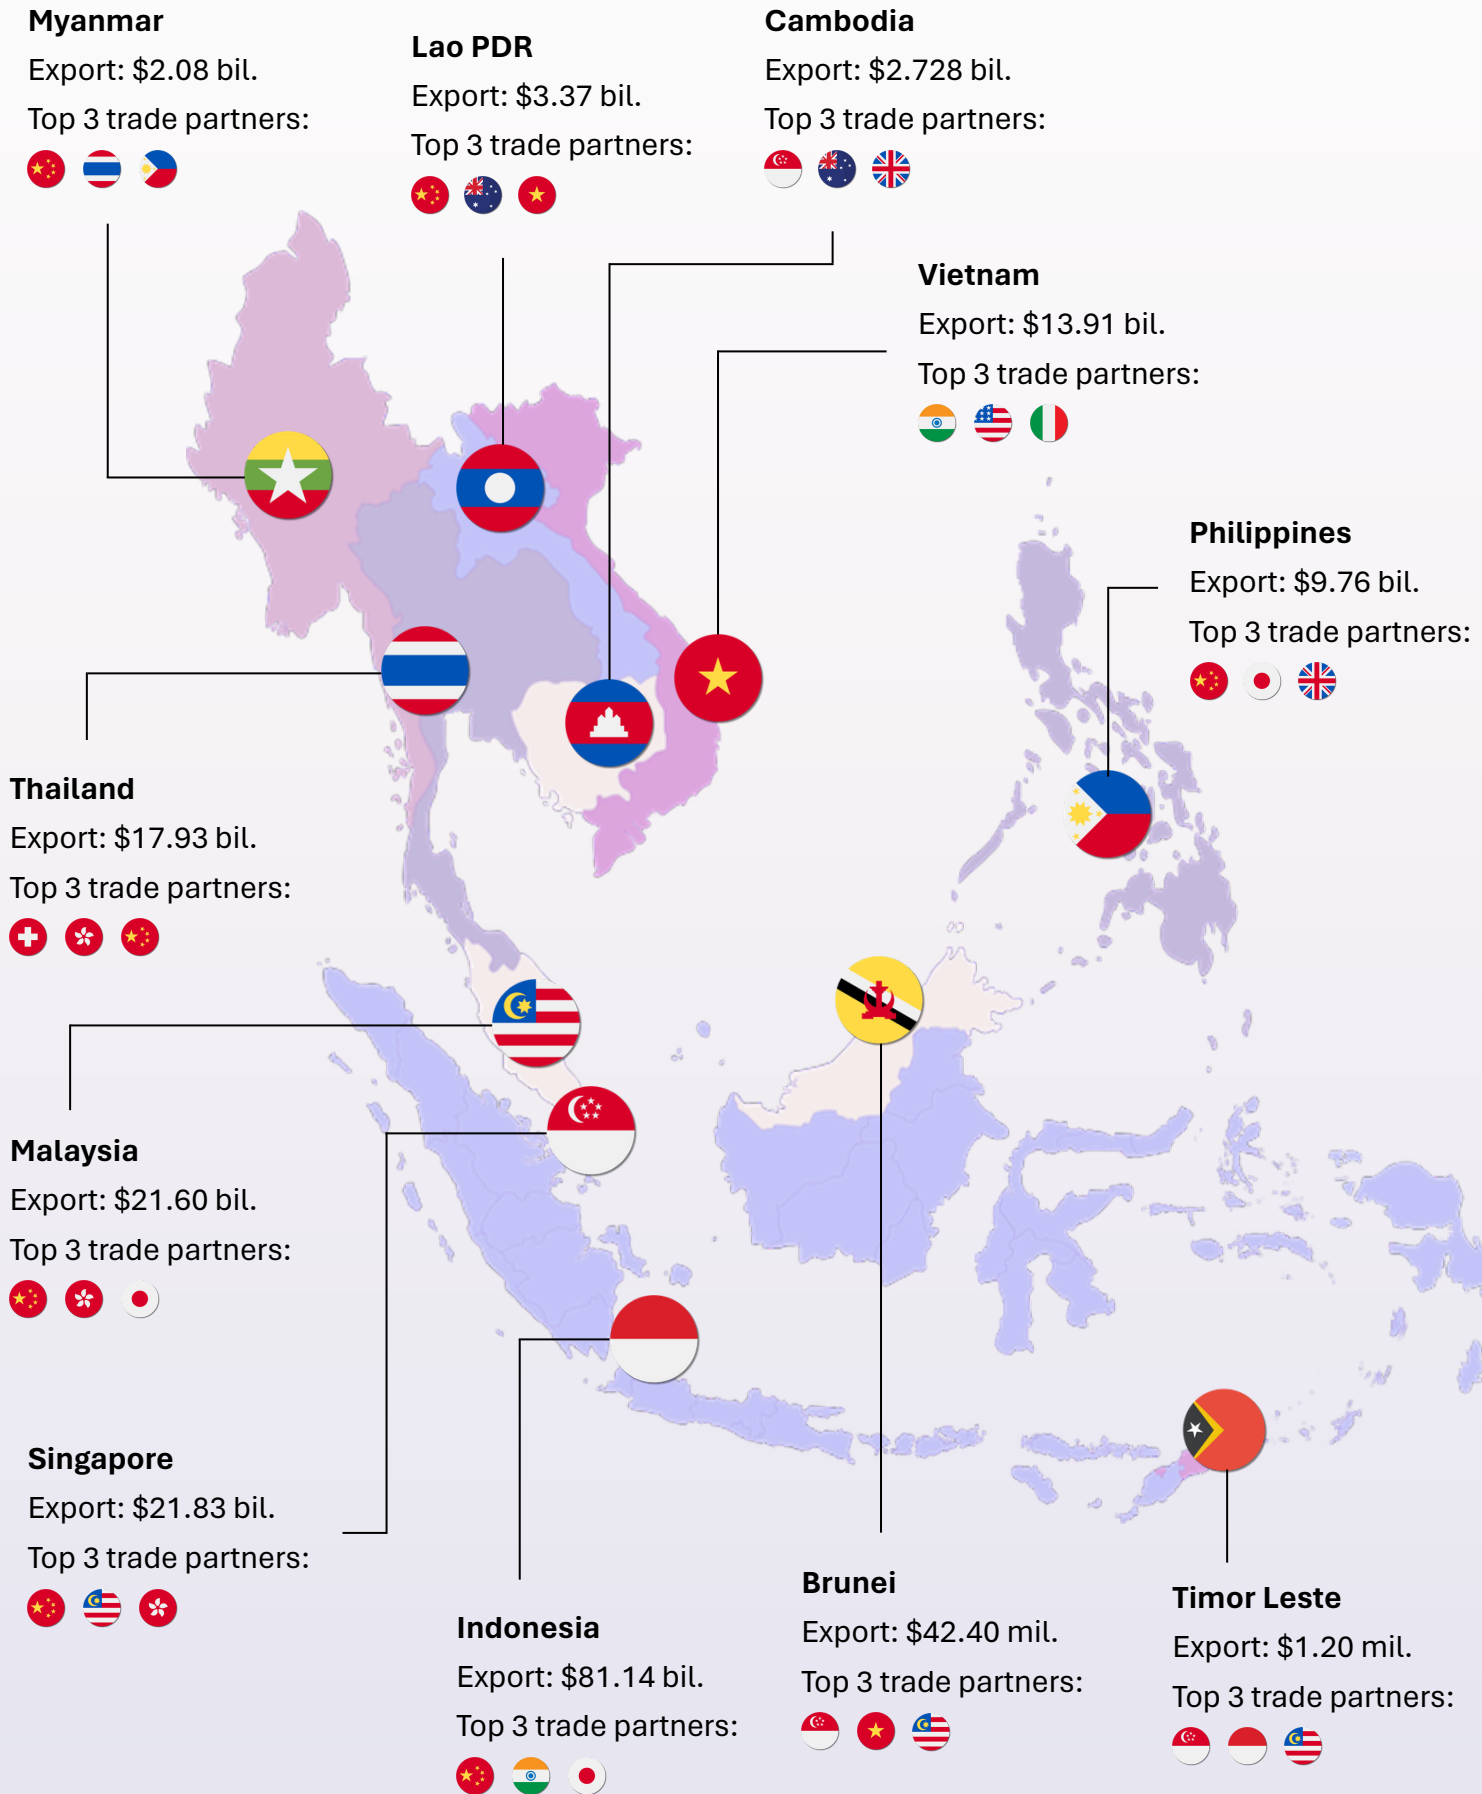 Myanmar
Export: $2.08 bil.
Top 3 trade partners:
Lao PDR
Export: $3.37 bil.
Top 3 trade partners:
Cambodia
Export: $2.728 bil.
Top 3 trade partners:
Vietnam
Export: $13.91 bil.
Top 3 trade partners:
Philippines
Export: $9.76 bil.
Top 3 trade partners:
Thailand
Export: $17.93 bil.
Top 3 trade partners:
Malaysia
Export: $21.60 bil.
Top 3 trade partners:
Singapore
Export: $21.83 bil.
Top 3 trade partners:
Indonesia
Export: $81.14 bil.
Top 3 trade partners:
Brunei
Export: $42.40 mil.
Top 3 trade partners:
Timor Leste
Export: $1.20 mil.
Top 3 trade partners: